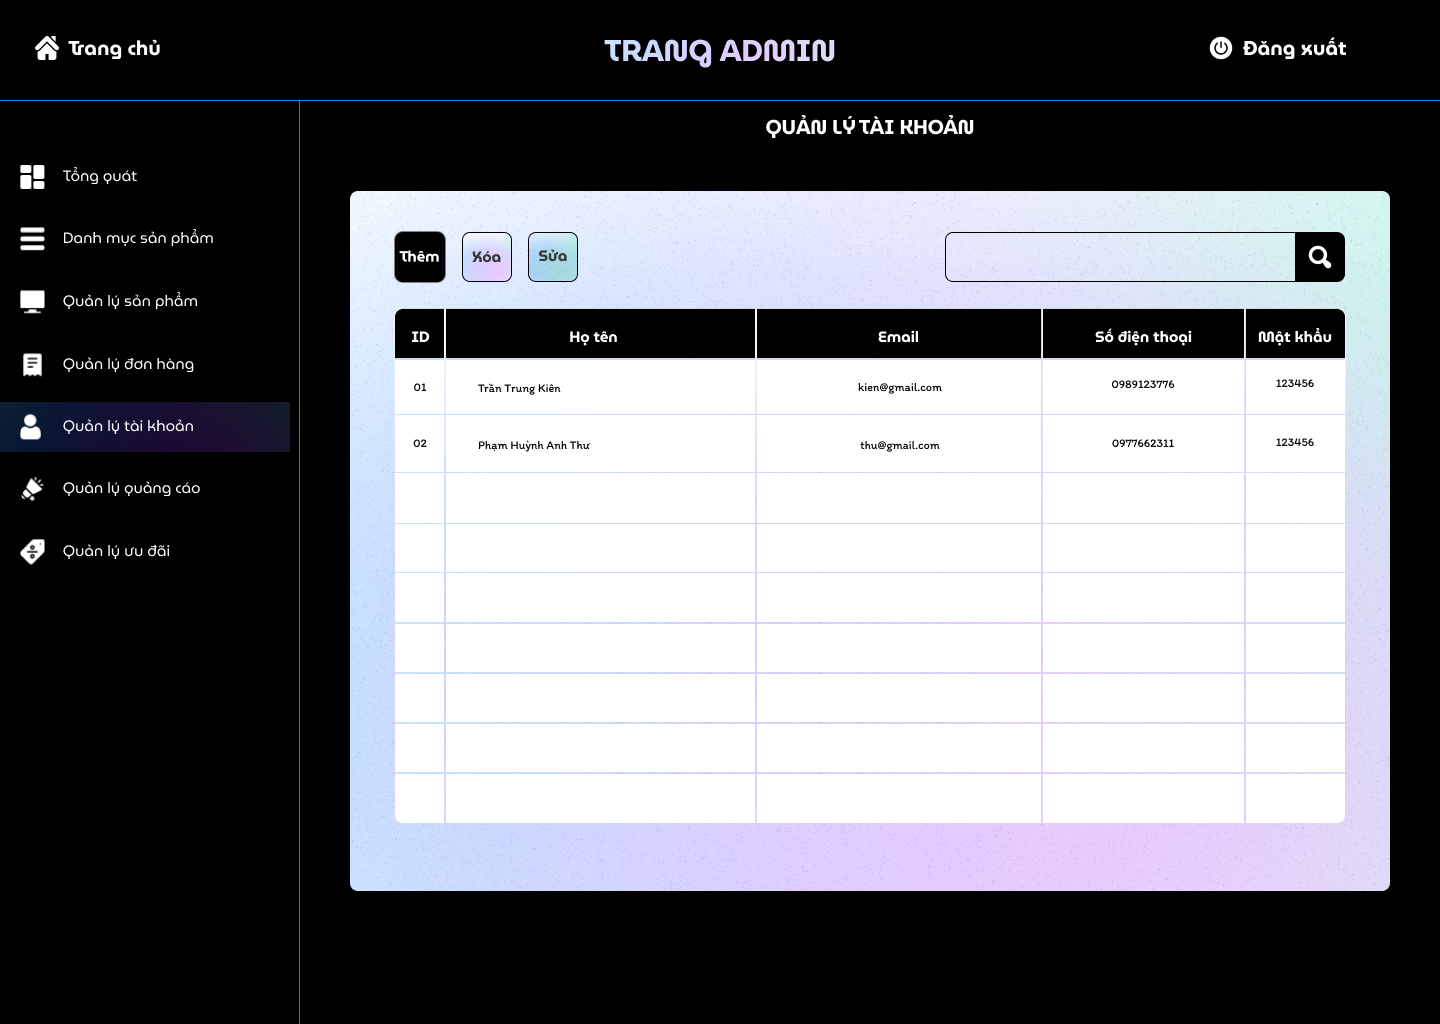 Trang chủ
TRANG ADMIN
Đăng xuất
QUẢN LÝ TÀI KHOẢN
Tổng quát
Danh mục sản phẩm
Quản lý sản phẩm
Quản lý đơn hàng
Quản lý tài khoản
Quản lý quảng cáo
Quản lý ưu đãi
Thêm Xóa Sửa
ID Họ tên Email Số điện thoại Mật khẩu
01 Trần Trung Kiên kien@gmail.com 0989123776 123456
02 Phạm Huỳnh Anh Thư thu@gmail.com 0977662311 123456